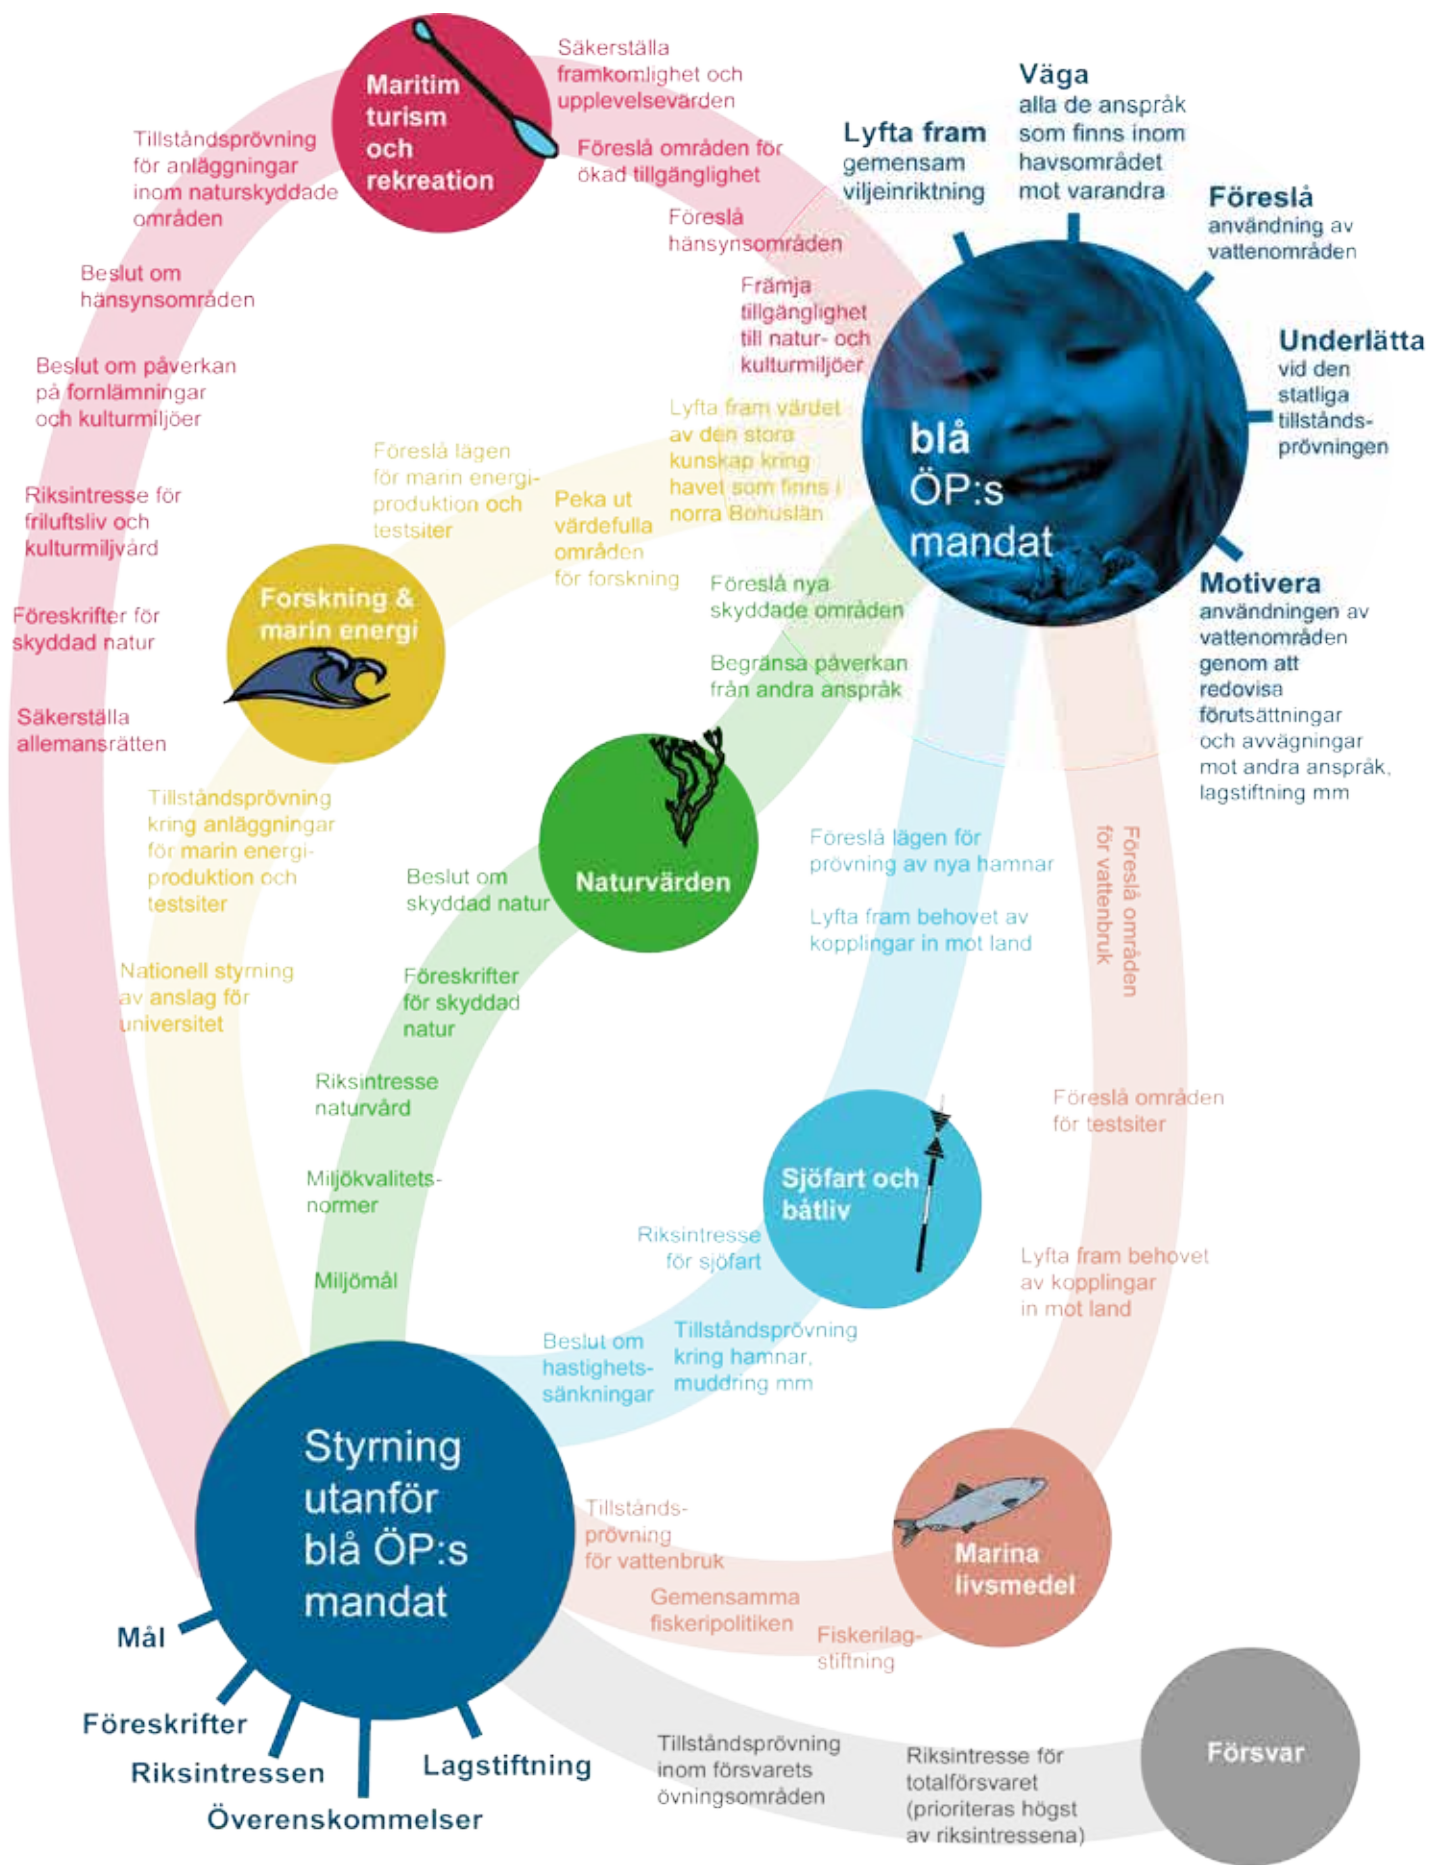 Maritim
turism
och
rekreation
Säkerställa
framkomlighet och
upplevelsevärden
Föreslå områden för
ökad tillgänglighet
Föreslå
hänsynsområden
Främja
tillgänglighet
till natur- och
kulturmiljöer
Lyfta fram
gemensam
viljeinriktning
Väga
alla de anspråk
som finns inom
havsområdet
mot varandra
Föreslå
användning av
vattenområden
Underlätta
vid den
statliga
tillstånds-
prövningen
Motivera
användningen av
vattenområden
genom att
redovisa
förutsättningar
och avvägningar
mot andra anspråk,
lagstiftning mm
blå
ÖP:s
mandat
Tillståndsprövning
för anläggningar
inom naturskyddade
områden
Beslut om
hänsynsområden
Beslut om påverkan
på fornlämningar
och kulturmiljöer
Riksintresse för
friluftsliv och
kulturmiljvård
Föreskrifter för
skyddad natur
Säkerställa
allemansrätten
Lyfta fram värdet
av den stora
kunskap kring
havet som finns i
norra Bohuslän
Föreslå lägen
för marin energi-
produktion och
testsiter
Peka ut
värdefulla
områden
för forskning
Forskning &
marin energi
Tillståndsprövning
kring anläggningar
för marin energi-
produktion och
testsiter
Nationell styrning
av anslag för
universitet
Föreslå nya
skyddade områden
Begränsa påverkan
från andra anspråk
Naturvärden
Beslut om
skyddad natur
Föreskrifter
för skyddad
natur
Riksintresse
naturvård
Miljökvalitets-
normer
Miljömål
Föreslå lägen för
prövning av nya hamnar
Lyfta fram behovet av
kopplingar in mot land
Sjöfart och
båtliv
Riksintresse
för sjöfart
Beslut om
hastighets-
sänkningar
Tillståndsprövning
kring hamnar,
muddring mm
Föreslå områden
för vattenbruk
Föreslå områden
för testsiter
Lyfta fram behovet
av kopplingar
in mot land
Marina
livsmedel
Tillstånds-
prövning
för vattenbruk
Gemensamma
fiskeripolitiken
Fiskerilag-
stiftning
Styrning
utanför
blå ÖP:s
mandat
Mål
Föreskrifter
Riksintressen
Överenskommelser
Lagstiftning
Tillståndsprövning
inom försvarets
övningsområden
Riksintresse för
totalförsvaret
(prioriteras högst
av riksintressena)
Försvar